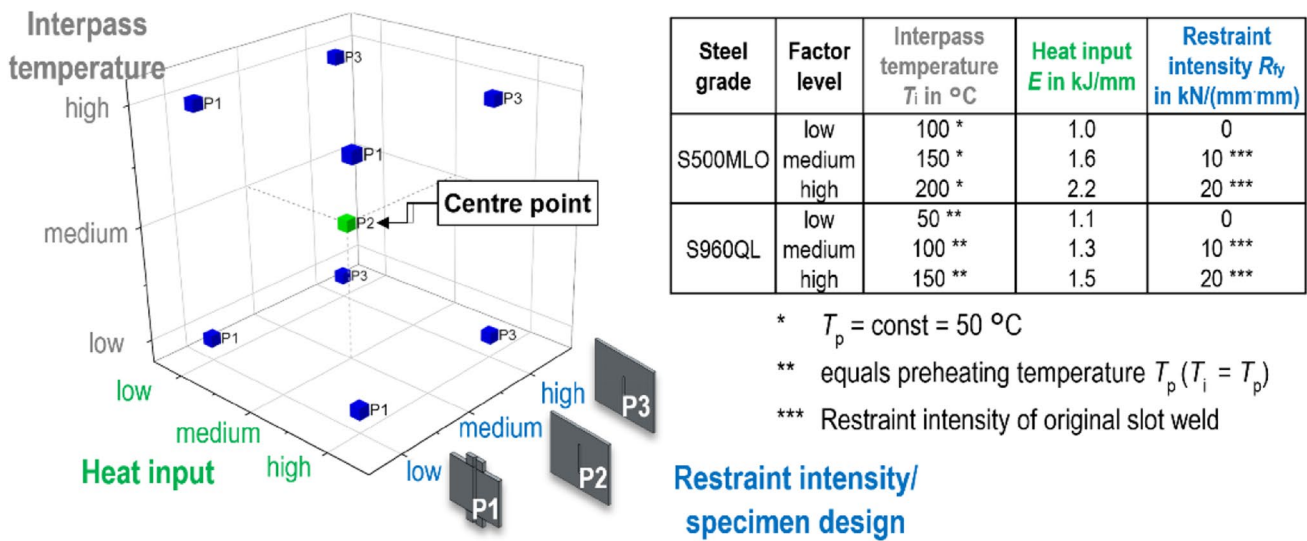 Interpass
temperature
high
medium
low
P3
P1
P3
P1
P2
Centre point
P3
P1
P3
P1
low
medium
high
Heat input
low
medium
high
P1
P2
P3
Restraint intensity/
specimen design
Steel grade | Factor level | Interpass temperature Ti in °C | Heat input E in kJ/mm | Restraint intensity Rfy in kN/(mm·mm)
S500MLO | low | 100 * | 1.0 | 0
medium | 150 * | 1.6 | 10 ***
high | 200 * | 2.2 | 20 ***
S960QL | low | 50 ** | 1.1 | 0
medium | 100 ** | 1.3 | 10 ***
high | 150 ** | 1.5 | 20 ***
* Tp = const = 50 °C
** equals preheating temperature Tp (Ti = Tp)
*** Restraint intensity of original slot weld